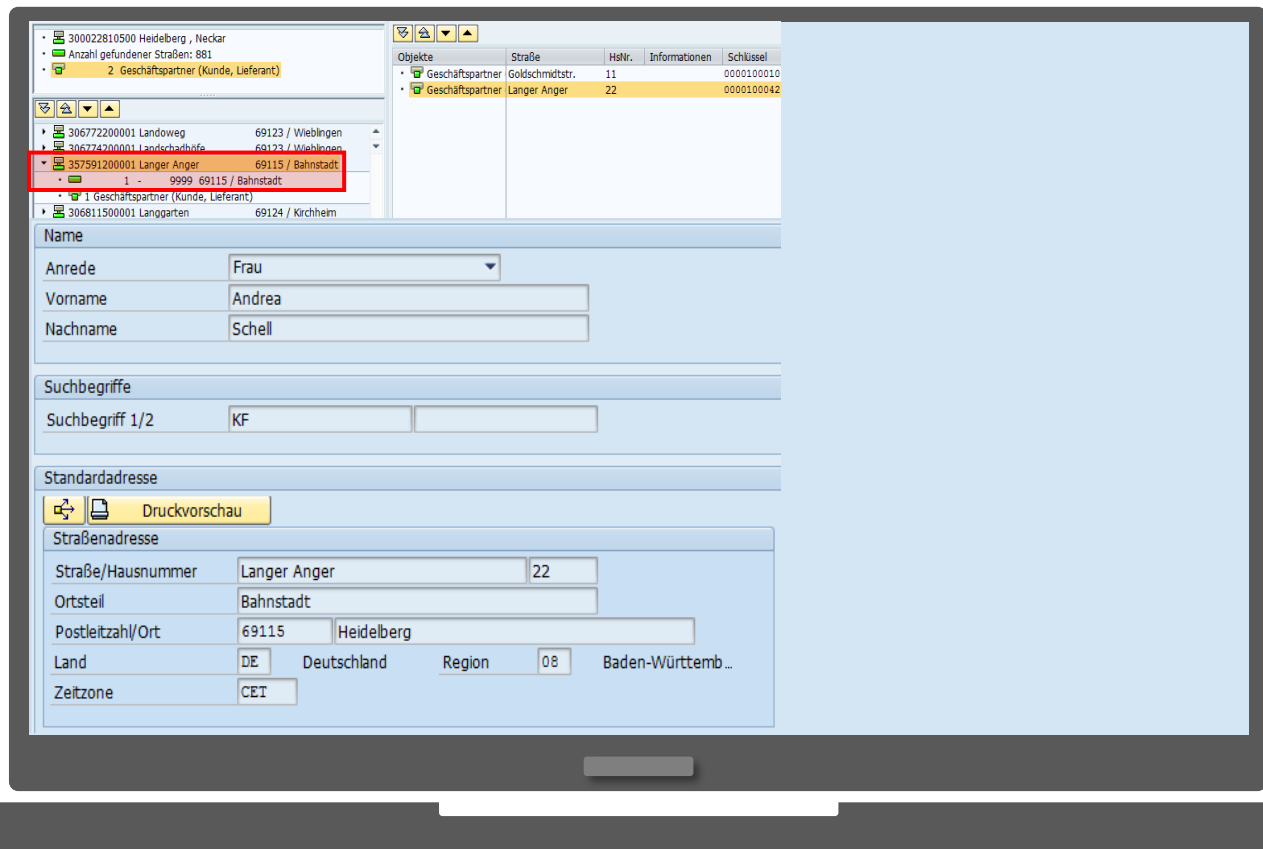 300022810500 Heidelberg , Neckar
Anzahl gefundener Straßen: 881
2 Geschäftspartner (Kunde, Lieferant)
306772200001 Landoweg 69123 / Wieblingen
306774200001 Landschadhöfe 69123 / Wieblingen
357591200001 Langer Anger 69115 / Bahnstadt
1 - 9999 69115 / Bahnstadt
1 Geschäftspartner (Kunde, Lieferant)
306811500001 Langgarten 69124 / Kirchheim
Objekte Straße HsNr. Informationen Schlüssel
Geschäftspartner Goldschmidtstr. 11 0000100010
Geschäftspartner Langer Anger 22 0000100042
Name
Anrede Frau
Vorname Andrea
Nachname Schell
Suchbegriffe
Suchbegriff 1/2 KF
Standardadresse
Druckvorschau
Straßenadresse
Straße/Hausnummer Langer Anger 22
Ortsteil Bahnstadt
Postleitzahl/Ort 69115 Heidelberg
Land DE Deutschland Region 08 Baden-Württemb...
Zeitzone CET